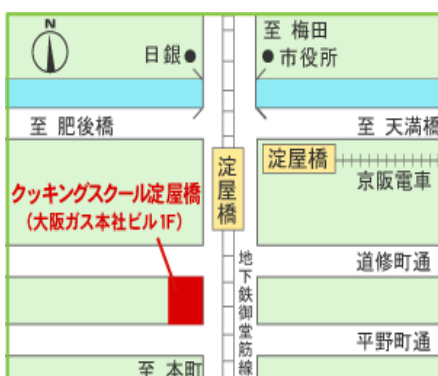 N
至 梅田
日銀●
●市役所
至 肥後橋
至 天満橋
淀屋橋
淀屋橋
京阪電車
クッキングスクール淀屋橋
(大阪ガス本社ビル1F)
地下鉄御堂筋線
道修町通
平野町通
至 本町